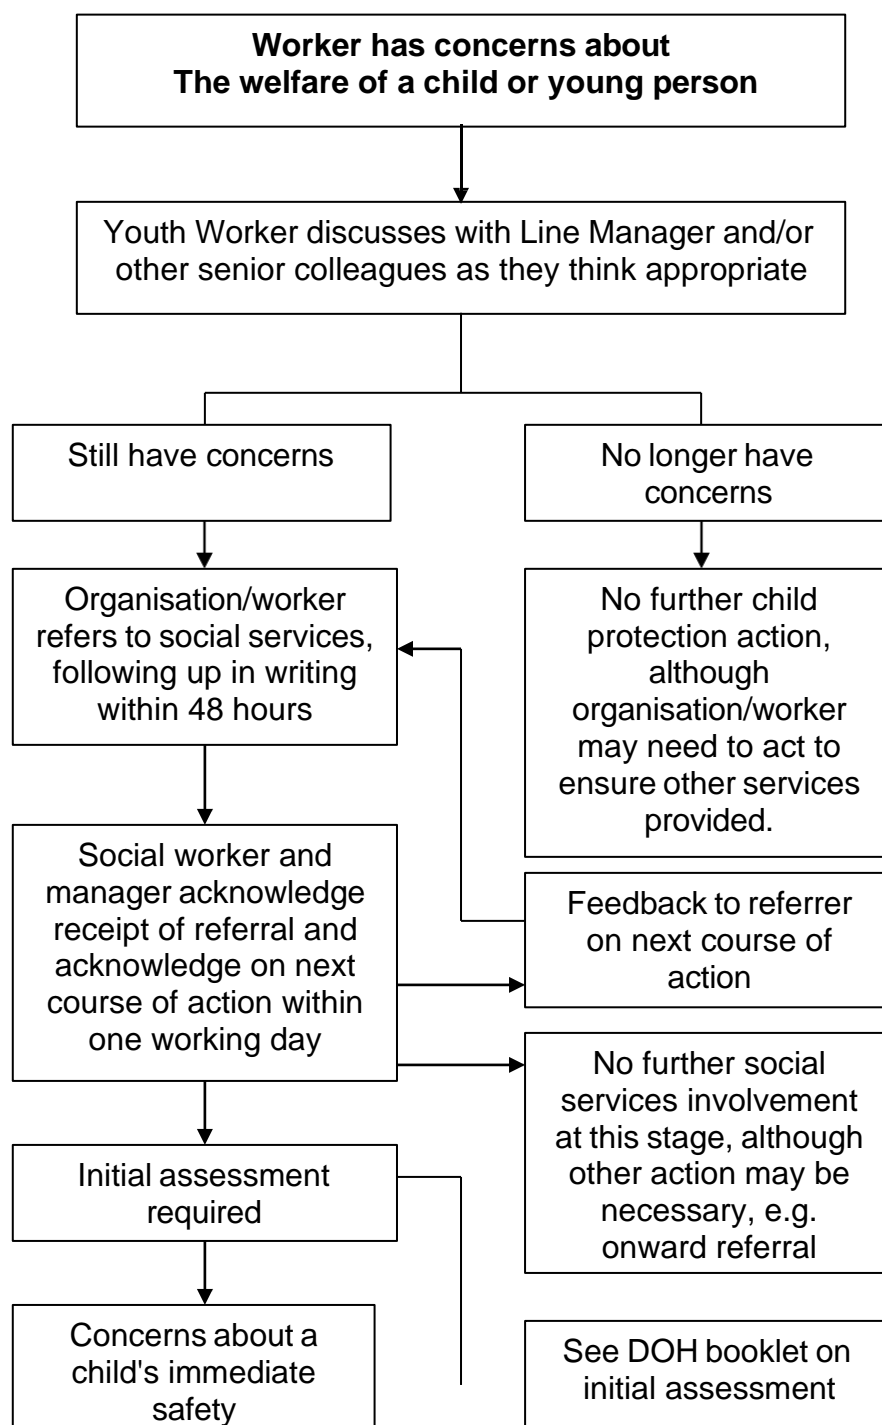 Worker has concerns about
The welfare of a child or young person
Youth Worker discusses with Line Manager and/or
other senior colleagues as they think appropriate
Still have concerns
No longer have
concerns
Organisation/worker
refers to social services,
following up in writing
within 48 hours
No further child
protection action,
although
organisation/worker
may need to act to
ensure other services
provided.
Social worker and
manager acknowledge
receipt of referral and
acknowledge on next
course of action within
one working day
Feedback to referrer
on next course of
action
No further social
services involvement
at this stage, although
other action may be
necessary, e.g.
onward referral
Initial assessment
required
Concerns about a
child's immediate
safety
See DOH booklet on
initial assessment